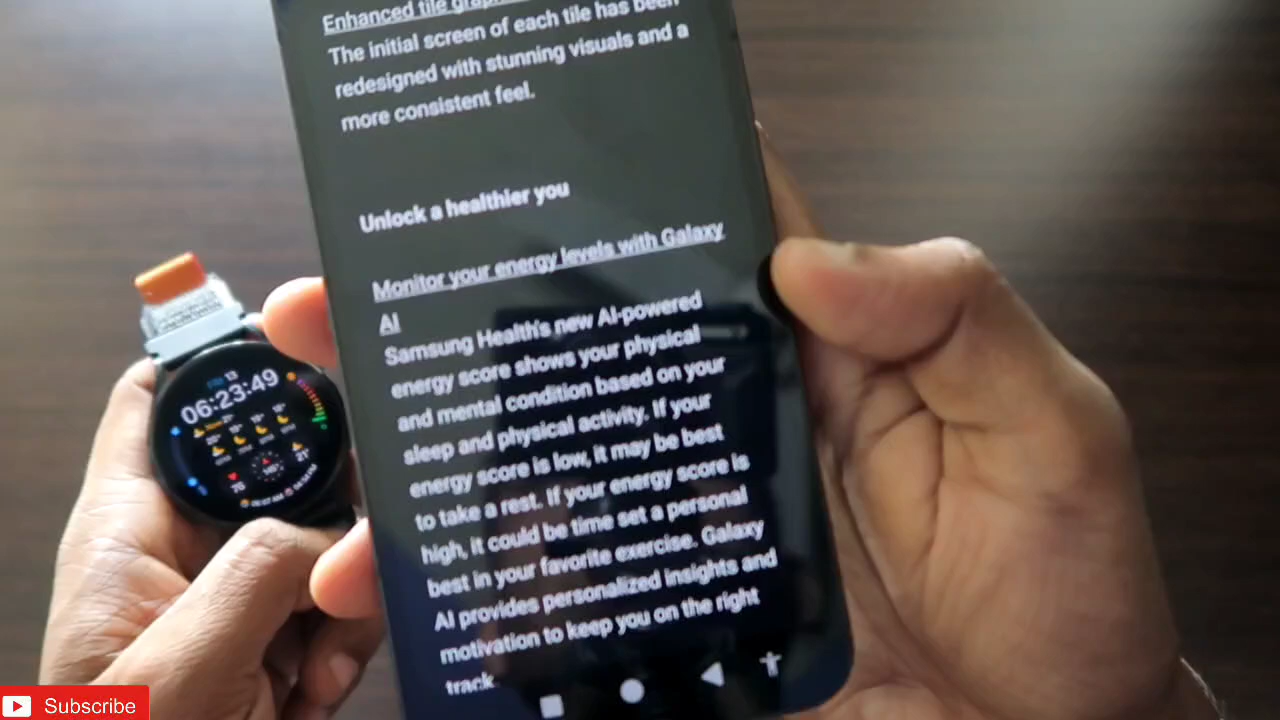 Enhanced tile
The initial screen of each tile has been
redesigned with stunning visuals and a
more consistent feel.
Unlock a healthier you
Monitor your energy levels with Galaxy
AI
Samsung Health's new AI-powered
energy score shows your physical
and mental condition based on your
sleep and physical activity. If your
energy score is low, it may be best
to take a rest. If your energy score is
high, it could be time set a personal
best in your favorite exercise. Galaxy
AI provides personalized insights and
motivation to keep you on the right
track.
13
06:23:49
Subscribe